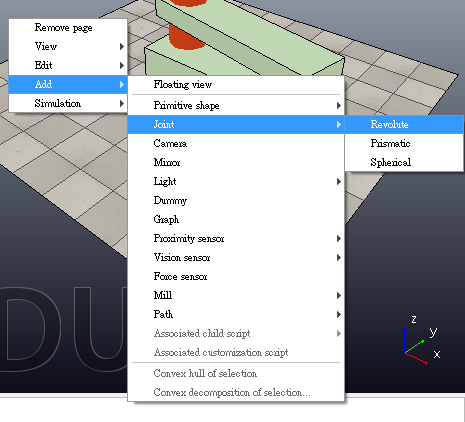 Remove page
View
Edit
Add
Simulation
Floating view
Primitive shape
Joint
Camera
Mirror
Light
Dummy
Graph
Proximity sensor
Vision sensor
Force sensor
Mill
Path
Associated child script
Associated customization script
Convex hull of selection
Convex decomposition of selection...
Revolute
Prismatic
Spherical
DU
z
y
x